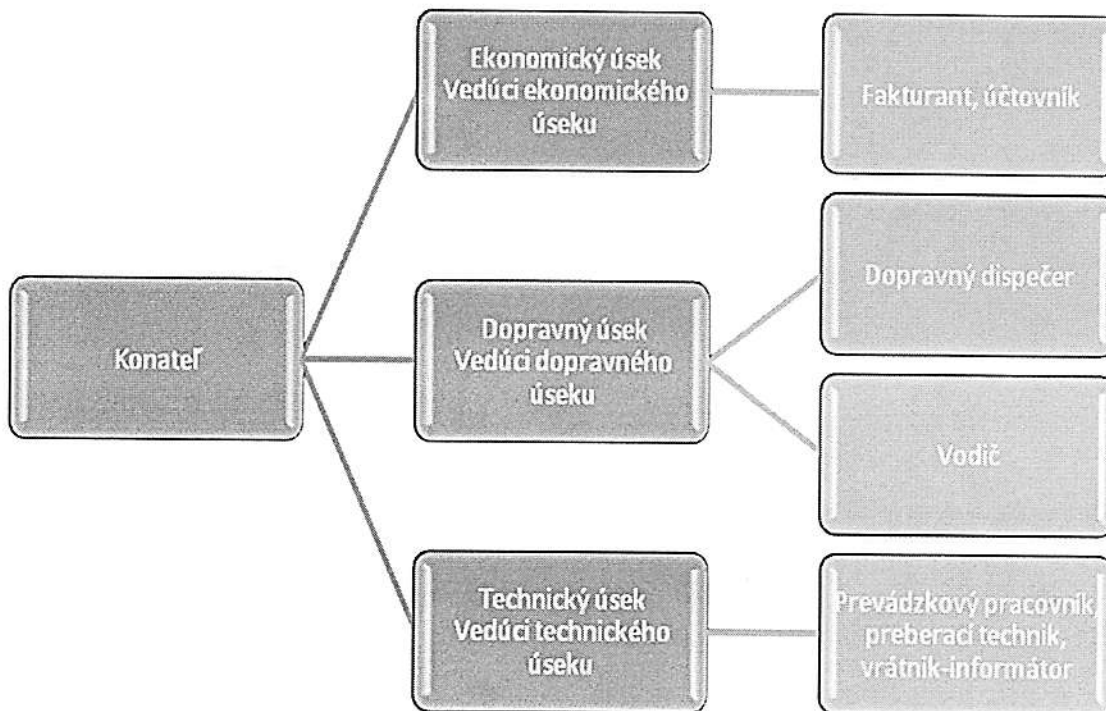 Ekonomický úsek
Vedúci ekonomického
úseku
Fakturant, účtovník
Konateľ
Dopravný úsek
Vedúci dopravného
úseku
Dopravný dispečer
Vodič
Technický úsek
Vedúci technického
úseku
Prevádzkový pracovník,
preberací technik,
vrátnik-informátor